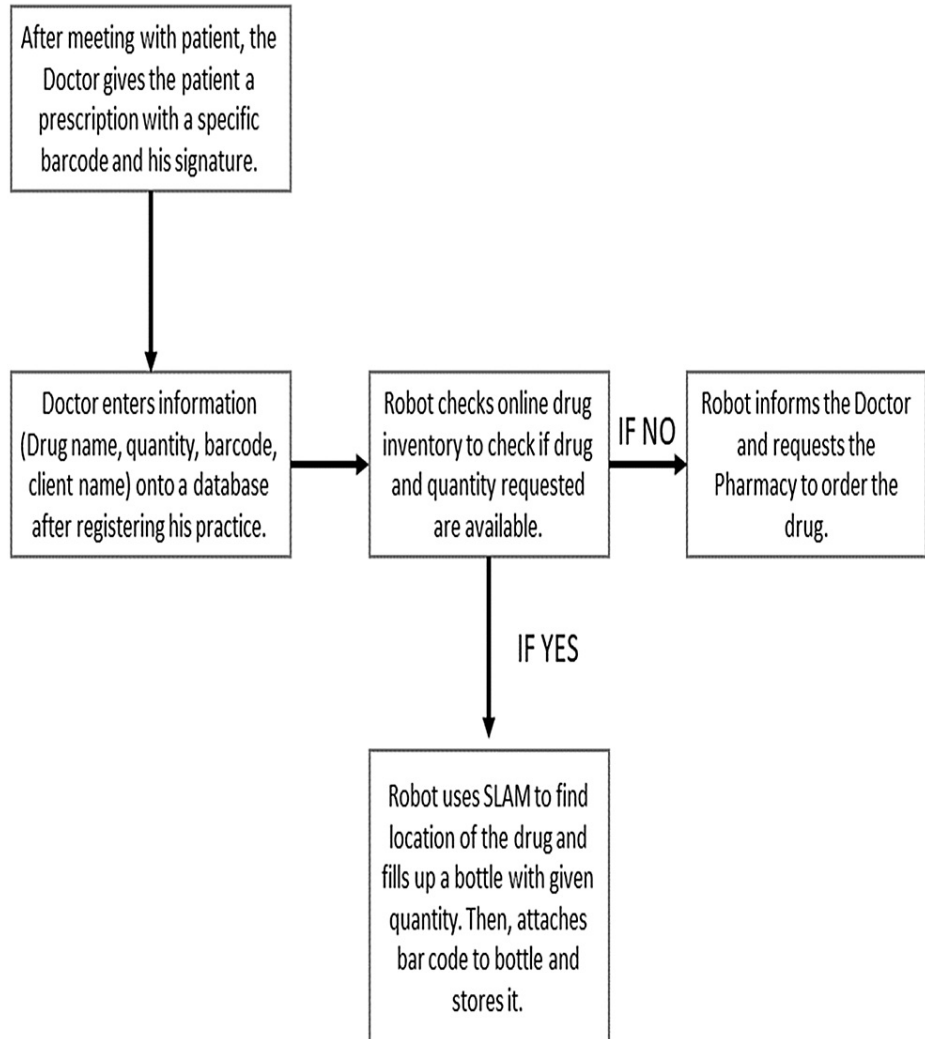 After meeting with patient, the
Doctor gives the patient a
prescription with a specific
barcode and his signature.
Doctor enters information
(Drug name, quantity, barcode,
client name) onto a database
after registering his practice.
Robot checks online drug
inventory to check if drug
and quantity requested
are available.
IF NO
Robot informs the Doctor
and requests the
Pharmacy to order the
drug.
IF YES
Robot uses SLAM to find
location of the drug and
fills up a bottle with given
quantity. Then, attaches
bar code to bottle and
stores it.